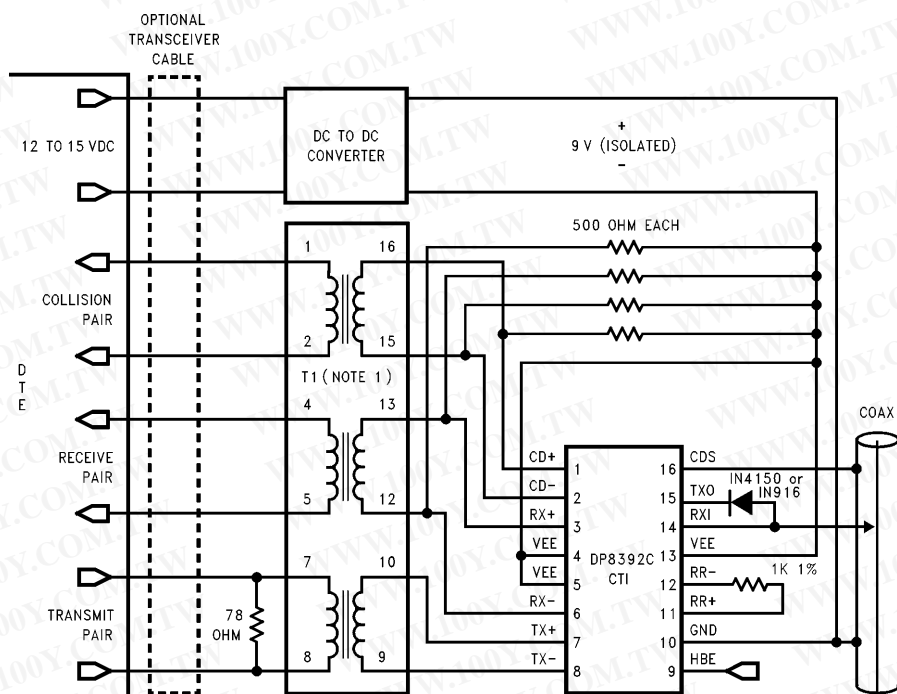 OPTIONAL
TRANSCEIVER
CABLE
12 TO 15 VDC
DC TO DC
CONVERTER
+
9 V (ISOLATED)
-
500 OHM EACH
1
16
COLLISION
PAIR
2
15
T1 (NOTE 1)
D
T
E
4
13
RECEIVE
PAIR
5
12
7
10
TRANSMIT
PAIR
78
OHM
8
9
COAX
CD+
1
16
CDS
CD-
2
15
TXO
IN4150 or
IN916
RX+
3
14
RXI
VEE
4
13
VEE
DP8392C
CTI
VEE
5
12
RR-
1K 1%
RX-
6
11
RR+
TX+
7
10
GND
TX-
8
9
HBE
WWW.100Y.COM.TW